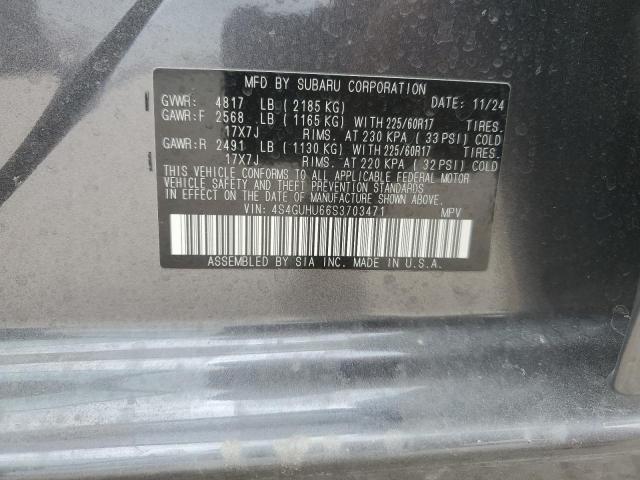 MFD BY SUBARU CORPORATION
GVWR: 4817 LB ( 2185 KG) DATE: 11/24
GAWR:F 2568 LB ( 1165 KG) WITH 225/60R17 TIRES.
17X7J RIMS. AT 230 KPA ( 33 PSI) COLD
GAWR:R 2491 LB ( 1130 KG) WITH 225/60R17 TIRES.
17X7J RIMS. AT 220 KPA ( 32 PSI) COLD
THIS VEHICLE CONFORMS TO ALL APPLICABLE FEDERAL MOTOR
VEHICLE SAFETY AND THEFT PREVENTION STANDARDS
IN EFFECT ON THE DATE OF MANUFACTURE SHOWN ABOVE.
VIN: 4S4GUHU66S3703471 MPV
ASSEMBLED BY SIA INC. MADE IN U.S.A.